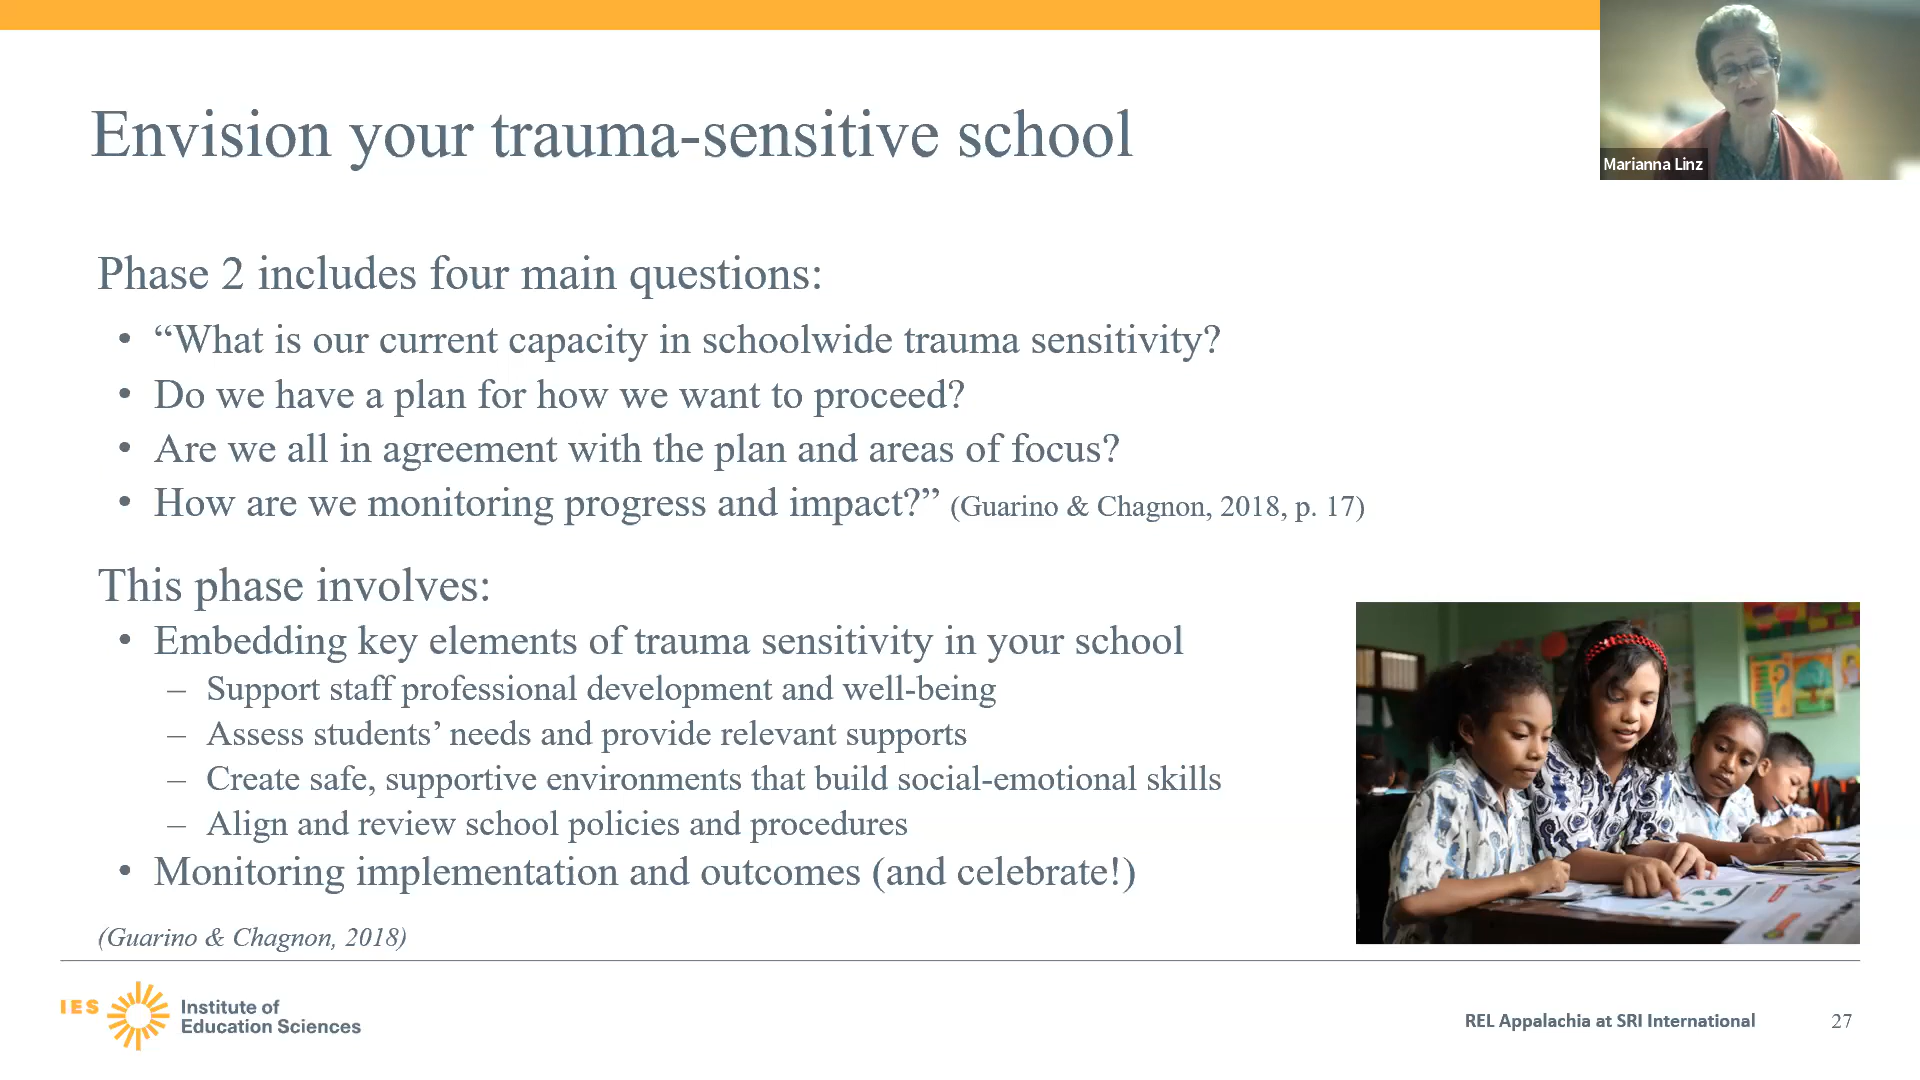 Envision your trauma-sensitive school
Marianna Linz
Phase 2 includes four main questions:
• “What is our current capacity in schoolwide trauma sensitivity?
• Do we have a plan for how we want to proceed?
• Are we all in agreement with the plan and areas of focus?
• How are we monitoring progress and impact?” (Guarino & Chagnon, 2018, p. 17)
This phase involves:
• Embedding key elements of trauma sensitivity in your school
– Support staff professional development and well-being
– Assess students’ needs and provide relevant supports
– Create safe, supportive environments that build social-emotional skills
– Align and review school policies and procedures
• Monitoring implementation and outcomes (and celebrate!)
(Guarino & Chagnon, 2018)
IES
Institute of
Education Sciences
REL Appalachia at SRI International
27